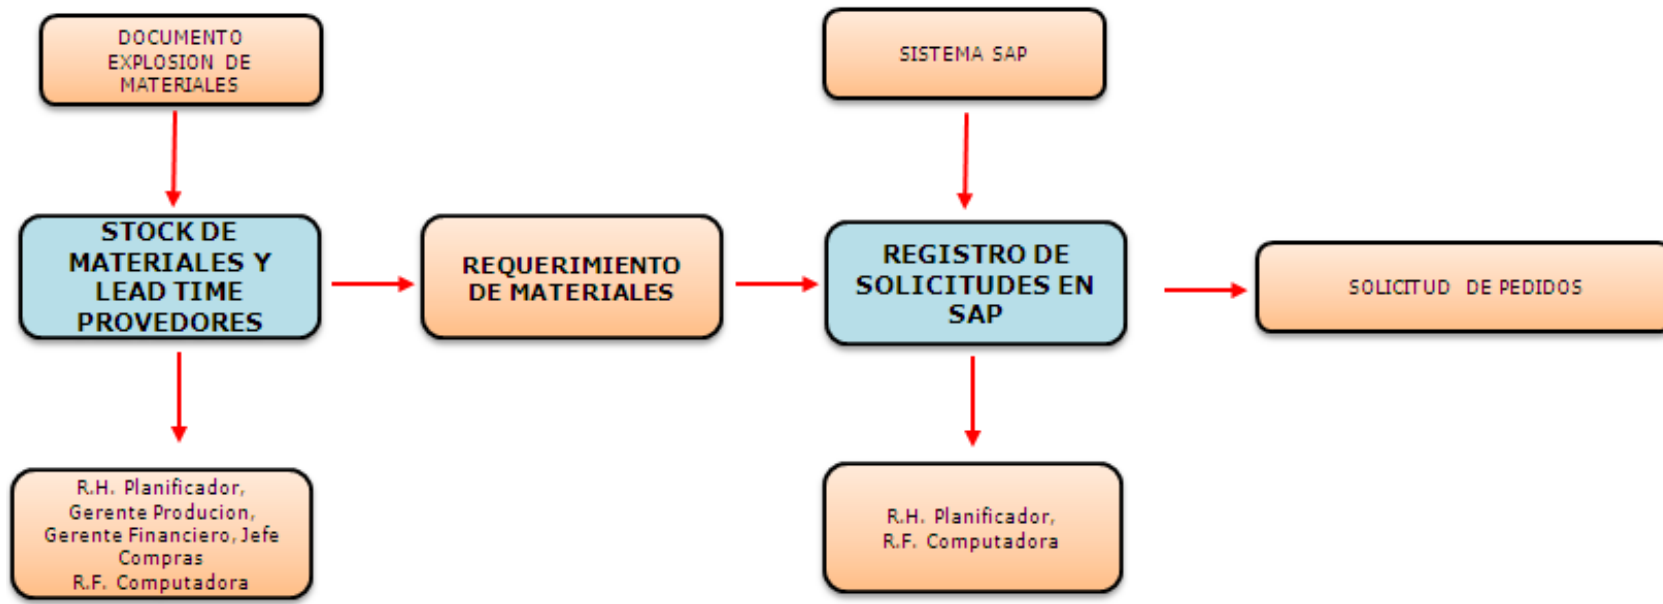 DOCUMENTO
EXPLOSION DE
MATERIALES
SISTEMA SAP
STOCK DE
MATERIALES Y
LEAD TIME
PROVEDORES
REQUERIMIENTO
DE MATERIALES
REGISTRO DE
SOLICITUDES EN
SAP
SOLICITUD DE PEDIDOS
R.H. Planificador,
Gerente Producion,
Gerente Financiero, Jefe
Compras
R.F. Computadora
R.H. Planificador,
R.F. Computadora